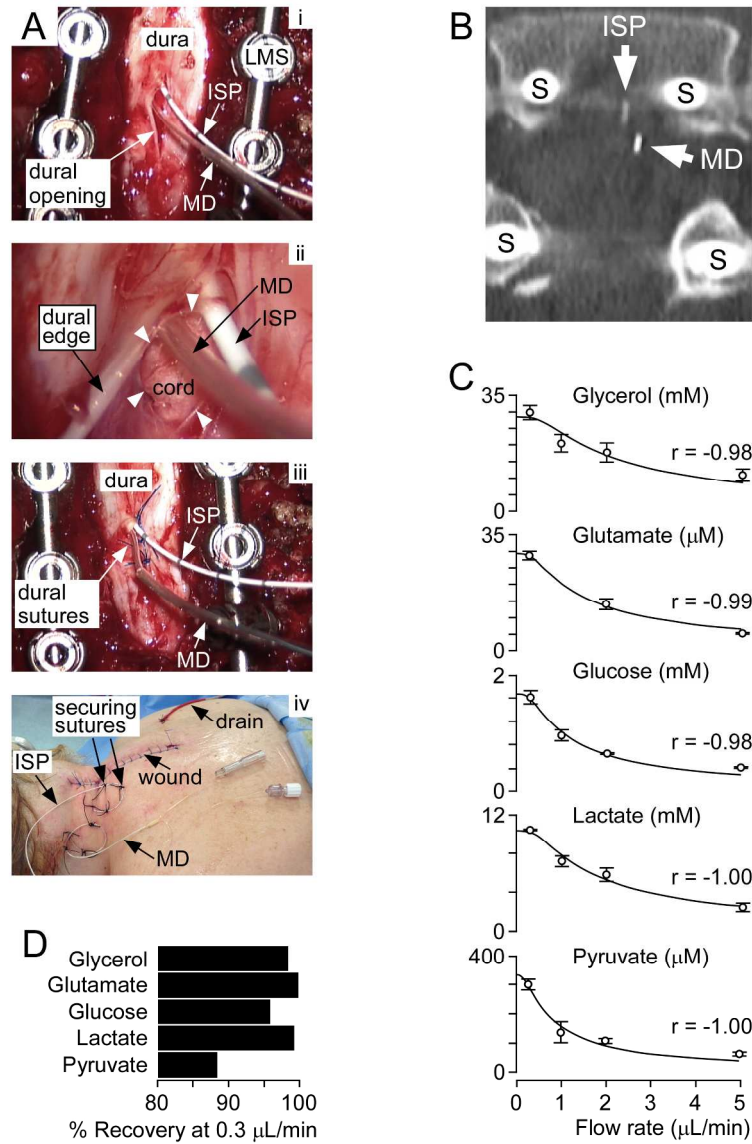 A
i
dura
LMS
ISP
dural
opening
MD
ii
MD
ISP
dural
edge
cord
iii
dura
ISP
dural
sutures
MD
iv
securing
sutures
drain
ISP
wound
MD
B
ISP
S
S
MD
S
S
C
Glycerol (mM)
35
r = -0.98
0
Glutamate (μM)
35
r = -0.99
0
Glucose (mM)
2
r = -0.98
0
Lactate (mM)
12
r = -1.00
0
Pyruvate (μM)
400
r = -1.00
0
0 1 2 3 4 5
Flow rate (μL/min)
D
Glycerol
Glutamate
Glucose
Lactate
Pyruvate
80 90 100
% Recovery at 0.3 μL/min